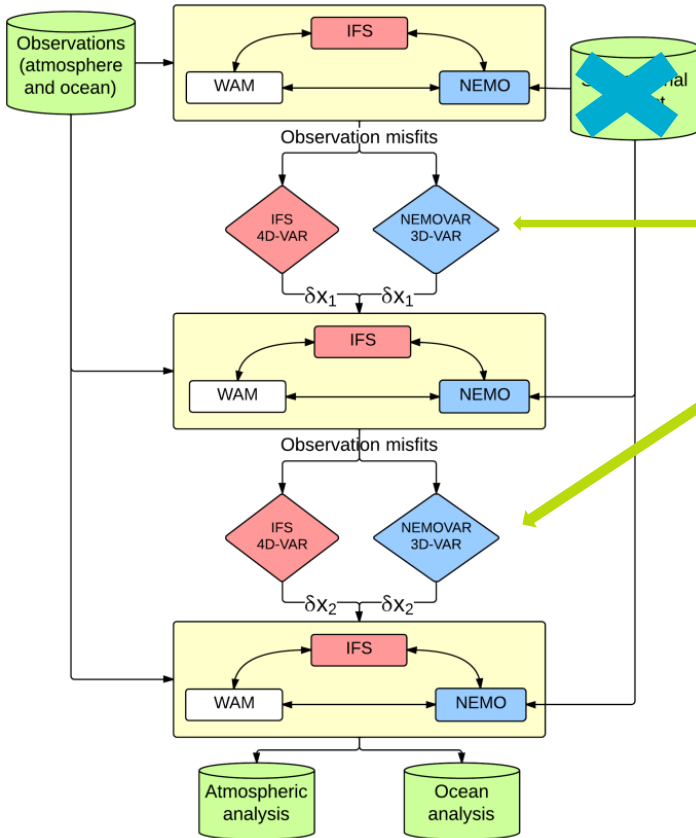 Observations
(atmosphere
and ocean)
IFS
WAM
NEMO
Observation misfits
IFS
4D-VAR
NEMOVAR
3D-VAR
δx₁
δx₁
IFS
WAM
NEMO
Observation misfits
IFS
4D-VAR
NEMOVAR
3D-VAR
δx₂
δx₂
IFS
WAM
NEMO
Atmospheric
analysis
Ocean
analysis